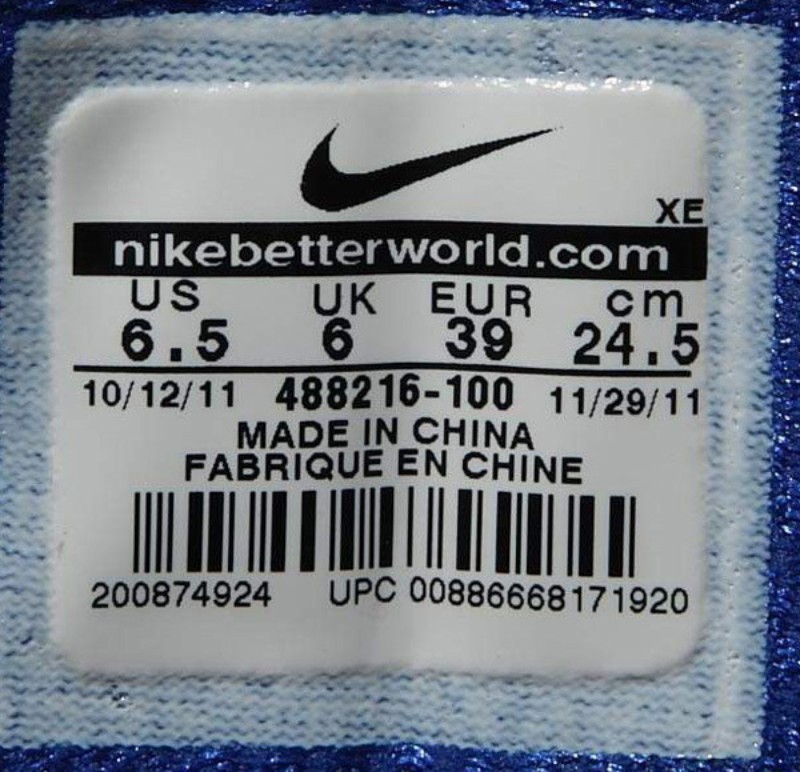 XE
nikebetterworld.com
US UK EUR cm
6.5 6 39 24.5
10/12/11 488216-100 11/29/11
MADE IN CHINA
FABRIQUE EN CHINE
200874924 UPC 00886668171920